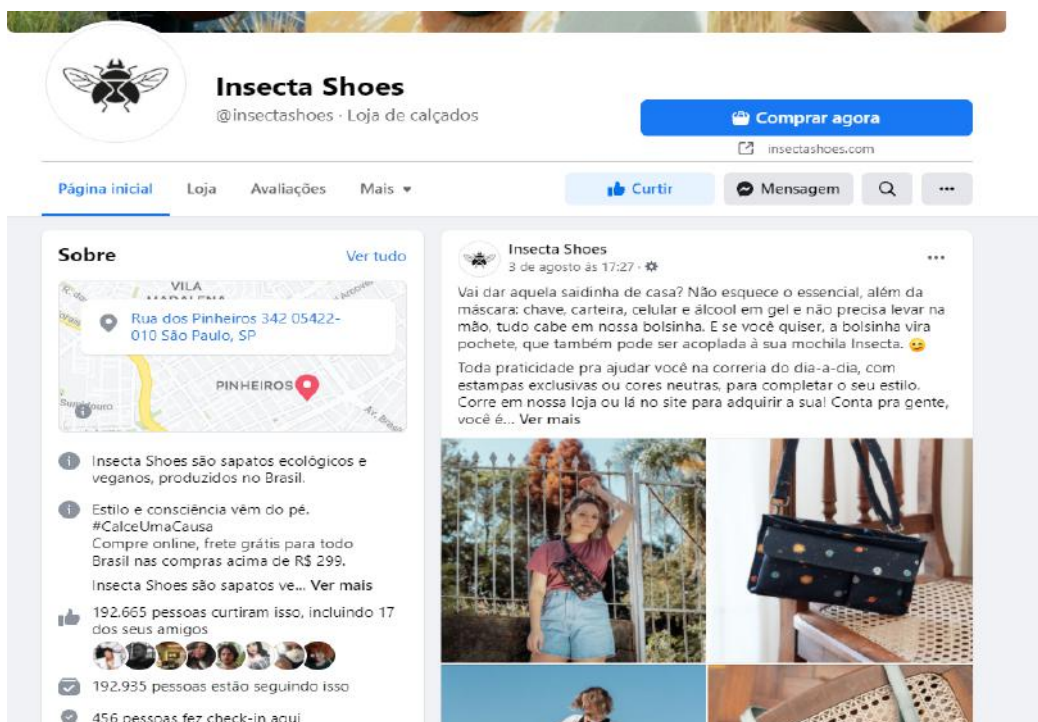 Insecta Shoes
@insectashoes · Loja de calçados
Comprar agora
insectashoes.com
Página inicial
Loja
Avaliações
Mais
Curtir
Mensagem
Sobre
Ver tudo
VILA
MADALENA
Rua dos Pinheiros 342 05422-
010 São Paulo, SP
PINHEIROS
Insecta Shoes são sapatos ecológicos e
veganos, produzidos no Brasil.
Estilo e consciência vêm do pé.
#CalceUmaCausa
Compre online, frete grátis para todo
Brasil nas compras acima de R$ 299.
Insecta Shoes são sapatos ve... Ver mais
192.665 pessoas curtiram isso, incluindo 17
dos seus amigos
192.935 pessoas estão seguindo isso
456 pessoas fez check-in aqui
Insecta Shoes
3 de agosto às 17:27 ·
Vai dar aquela saidinha de casa? Não esquece o essencial, além da
máscara: chave, carteira, celular e álcool em gel e não precisa levar na
mão, tudo cabe em nossa bolsinha. E se você quiser, a bolsinha vira
pochete, que também pode ser acoplada à sua mochila Insecta. 😉
Toda praticidade pra ajudar você na correria do dia-a-dia, com
estampas exclusivas ou cores neutras, para completar o seu estilo.
Corre em nossa loja ou lá no site para adquirir a sua! Conta pra gente,
você é... Ver mais